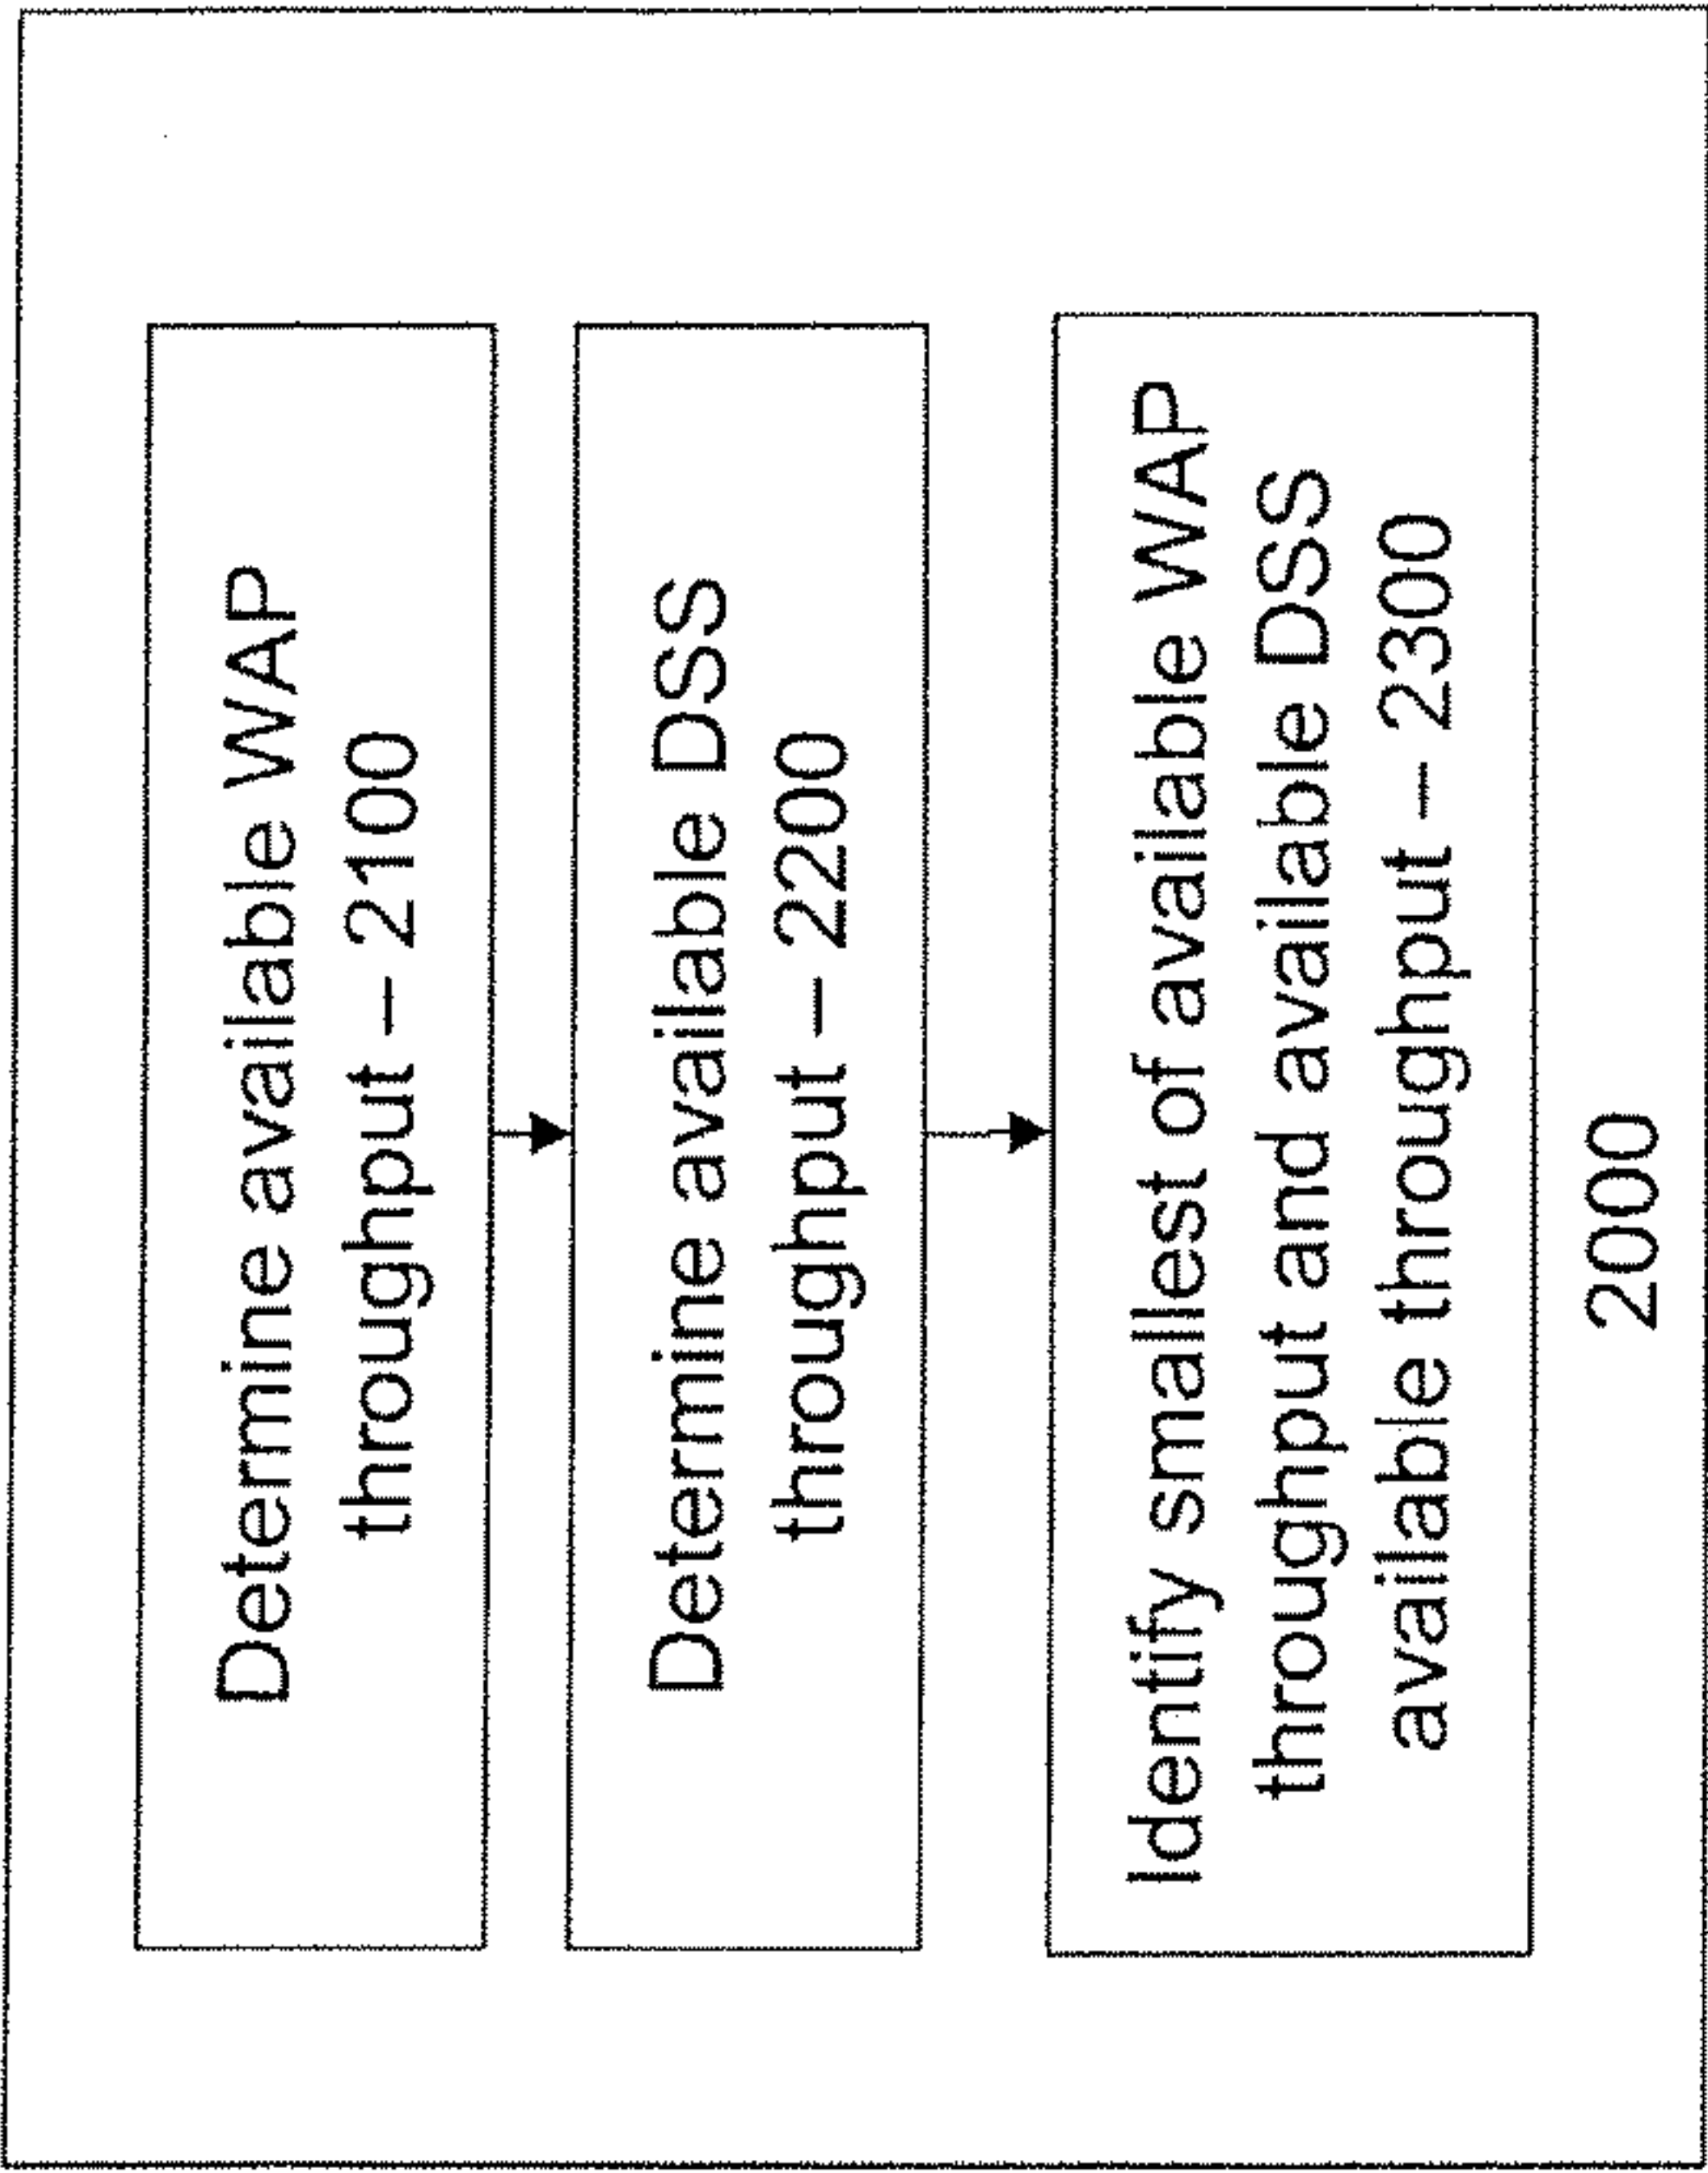 Determine available WAP
throughput – 2100
Determine available DSS
throughput – 2200
Identify smallest of available WAP
throughput and available DSS
available throughput – 2300
2000